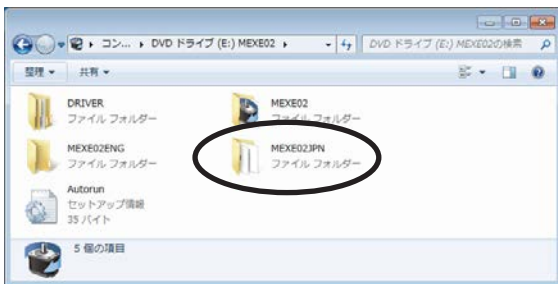 コン... DVD ドライブ (E:) MEXE02
DVD ドライブ (E:) MEXE02の検索
整理 共有
DRIVER
ファイル フォルダー
MEXE02
ファイル フォルダー
MEXE02ENG
ファイル フォルダー
MEXE02JPN
ファイル フォルダー
Autorun
セットアップ情報
35 バイト
5 個の項目